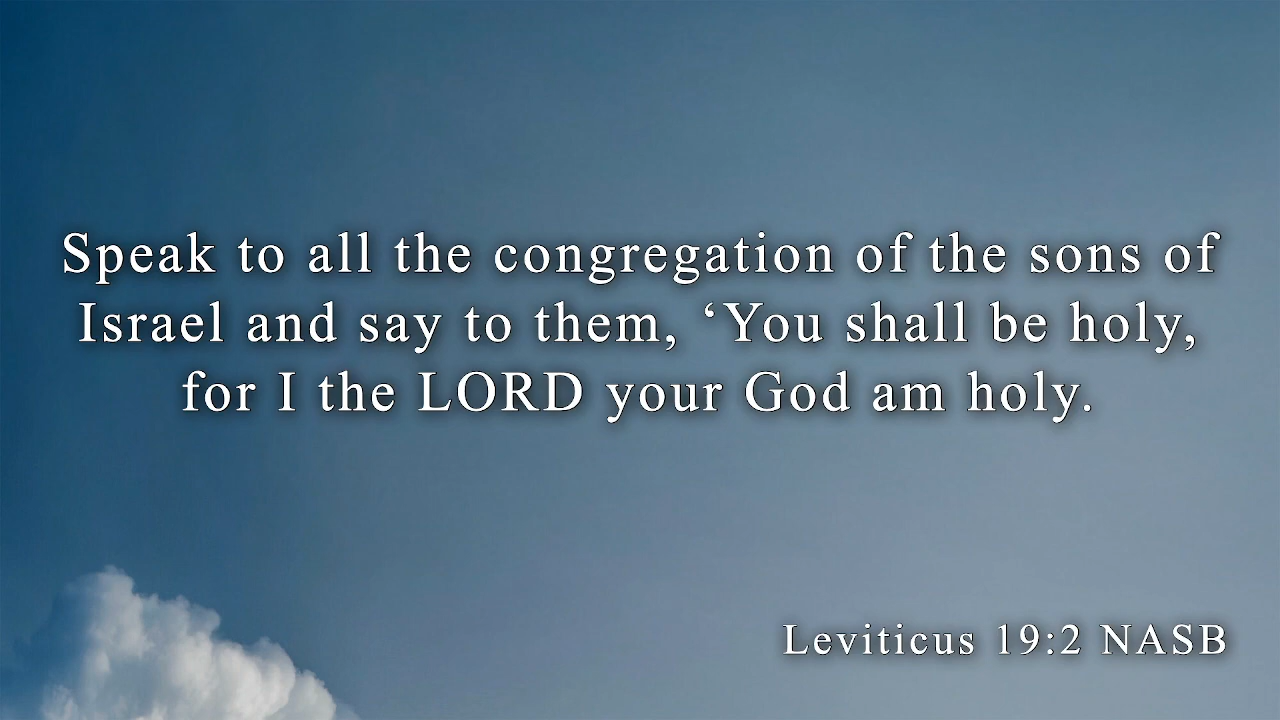 Speak to all the congregation of the sons of
Israel and say to them, ‘You shall be holy,
for I the LORD your God am holy.
Leviticus 19:2 NASB